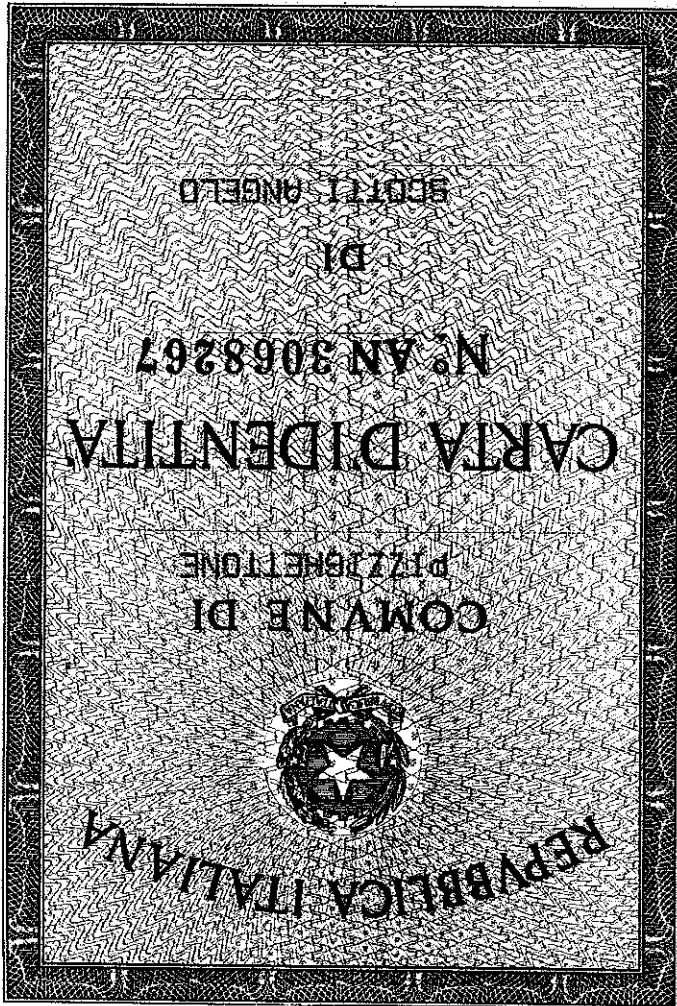 REPVBBLICA ITALIANA
COMVNE DI
PIZZIGHETTONE
CARTA D'IDENTITA'
N° AN 3068267
DI
SCOTTI ANGELO